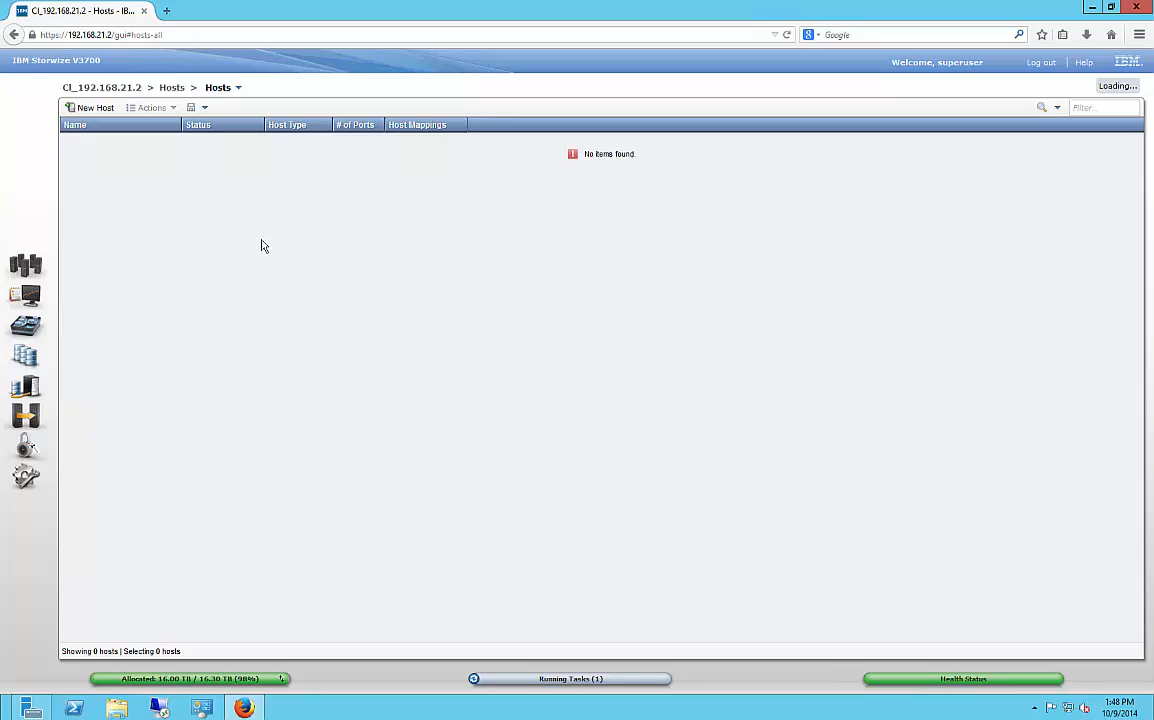 CI_192.168.21.2 - Hosts - IB...
https://192.168.21.2/gui#hosts-all
Google
IBM Storwize V3700
Welcome, superuser
Log out
Help
IBM
CI_192.168.21.2 > Hosts > Hosts
Loading...
New Host
Actions
Filter...
Name
Status
Host Type
# of Ports
Host Mappings
No items found.
Showing 0 hosts | Selecting 0 hosts
Allocated: 16.00 TB / 16.30 TB (98%)
Running Tasks (1)
Health Status
1:48 PM
10/9/2014